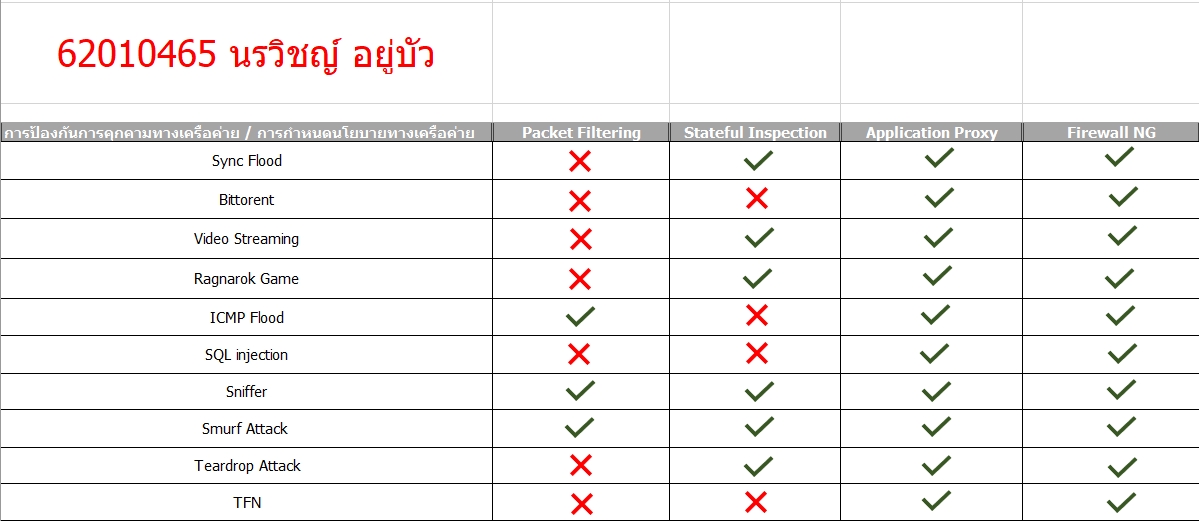 62010465 นรวิชญ์ อยู่บัว
การป้องกันการคุกคามทางเครือค่าย / การกำหนดนโยบายทางเครือค่าย Packet Filtering Stateful Inspection Application Proxy Firewall NG
Sync Flood ✗ ✓ ✓ ✓
Bittorent ✗ ✗ ✓ ✓
Video Streaming ✗ ✓ ✓ ✓
Ragnarok Game ✗ ✓ ✓ ✓
ICMP Flood ✓ ✗ ✓ ✓
SQL injection ✗ ✗ ✓ ✓
Sniffer ✓ ✓ ✓ ✓
Smurf Attack ✓ ✓ ✓ ✓
Teardrop Attack ✗ ✓ ✓ ✓
TFN ✗ ✗ ✓ ✓